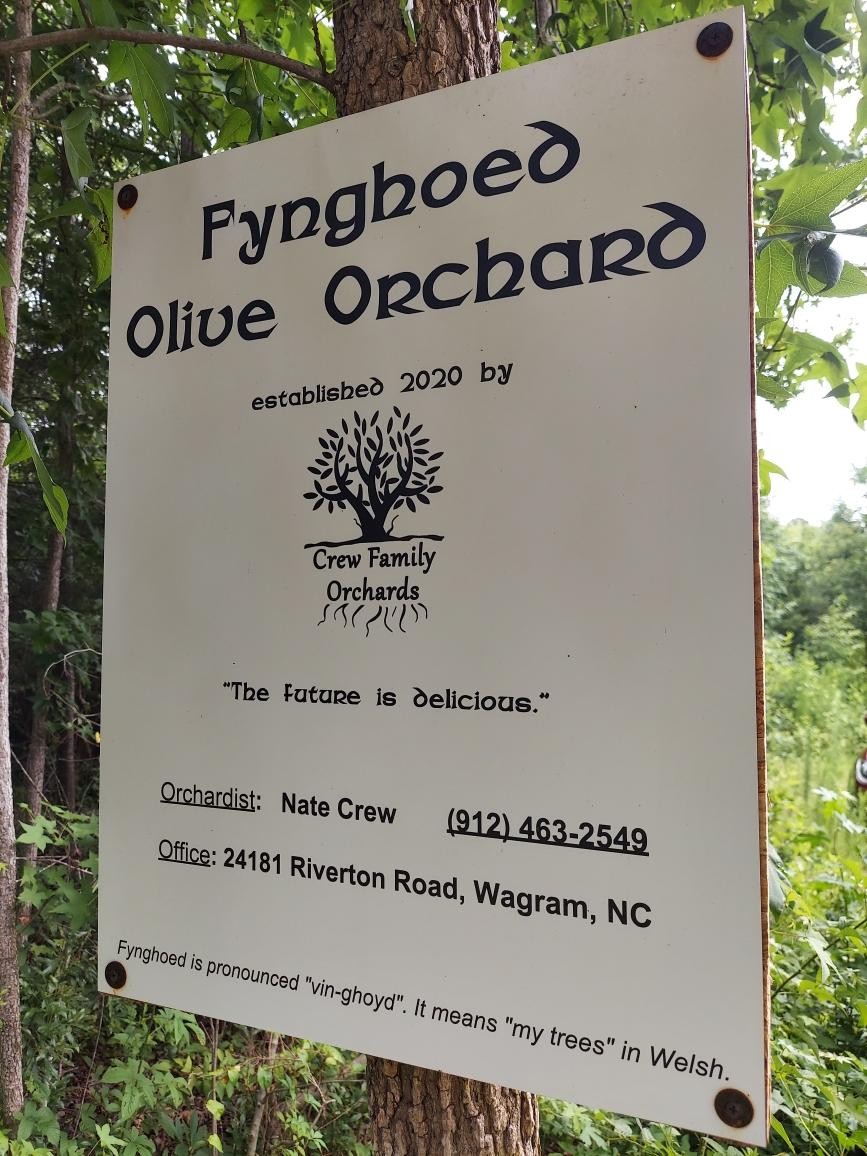 Fynghoed
Olive Orchard
established 2020 by
Crew Family
Orchards
"The future is delicious."
Orchardist: Nate Crew (912) 463-2549
Office: 24181 Riverton Road, Wagram, NC
Fynghoed is pronounced "vin-ghoyd". It means "my trees" in Welsh.